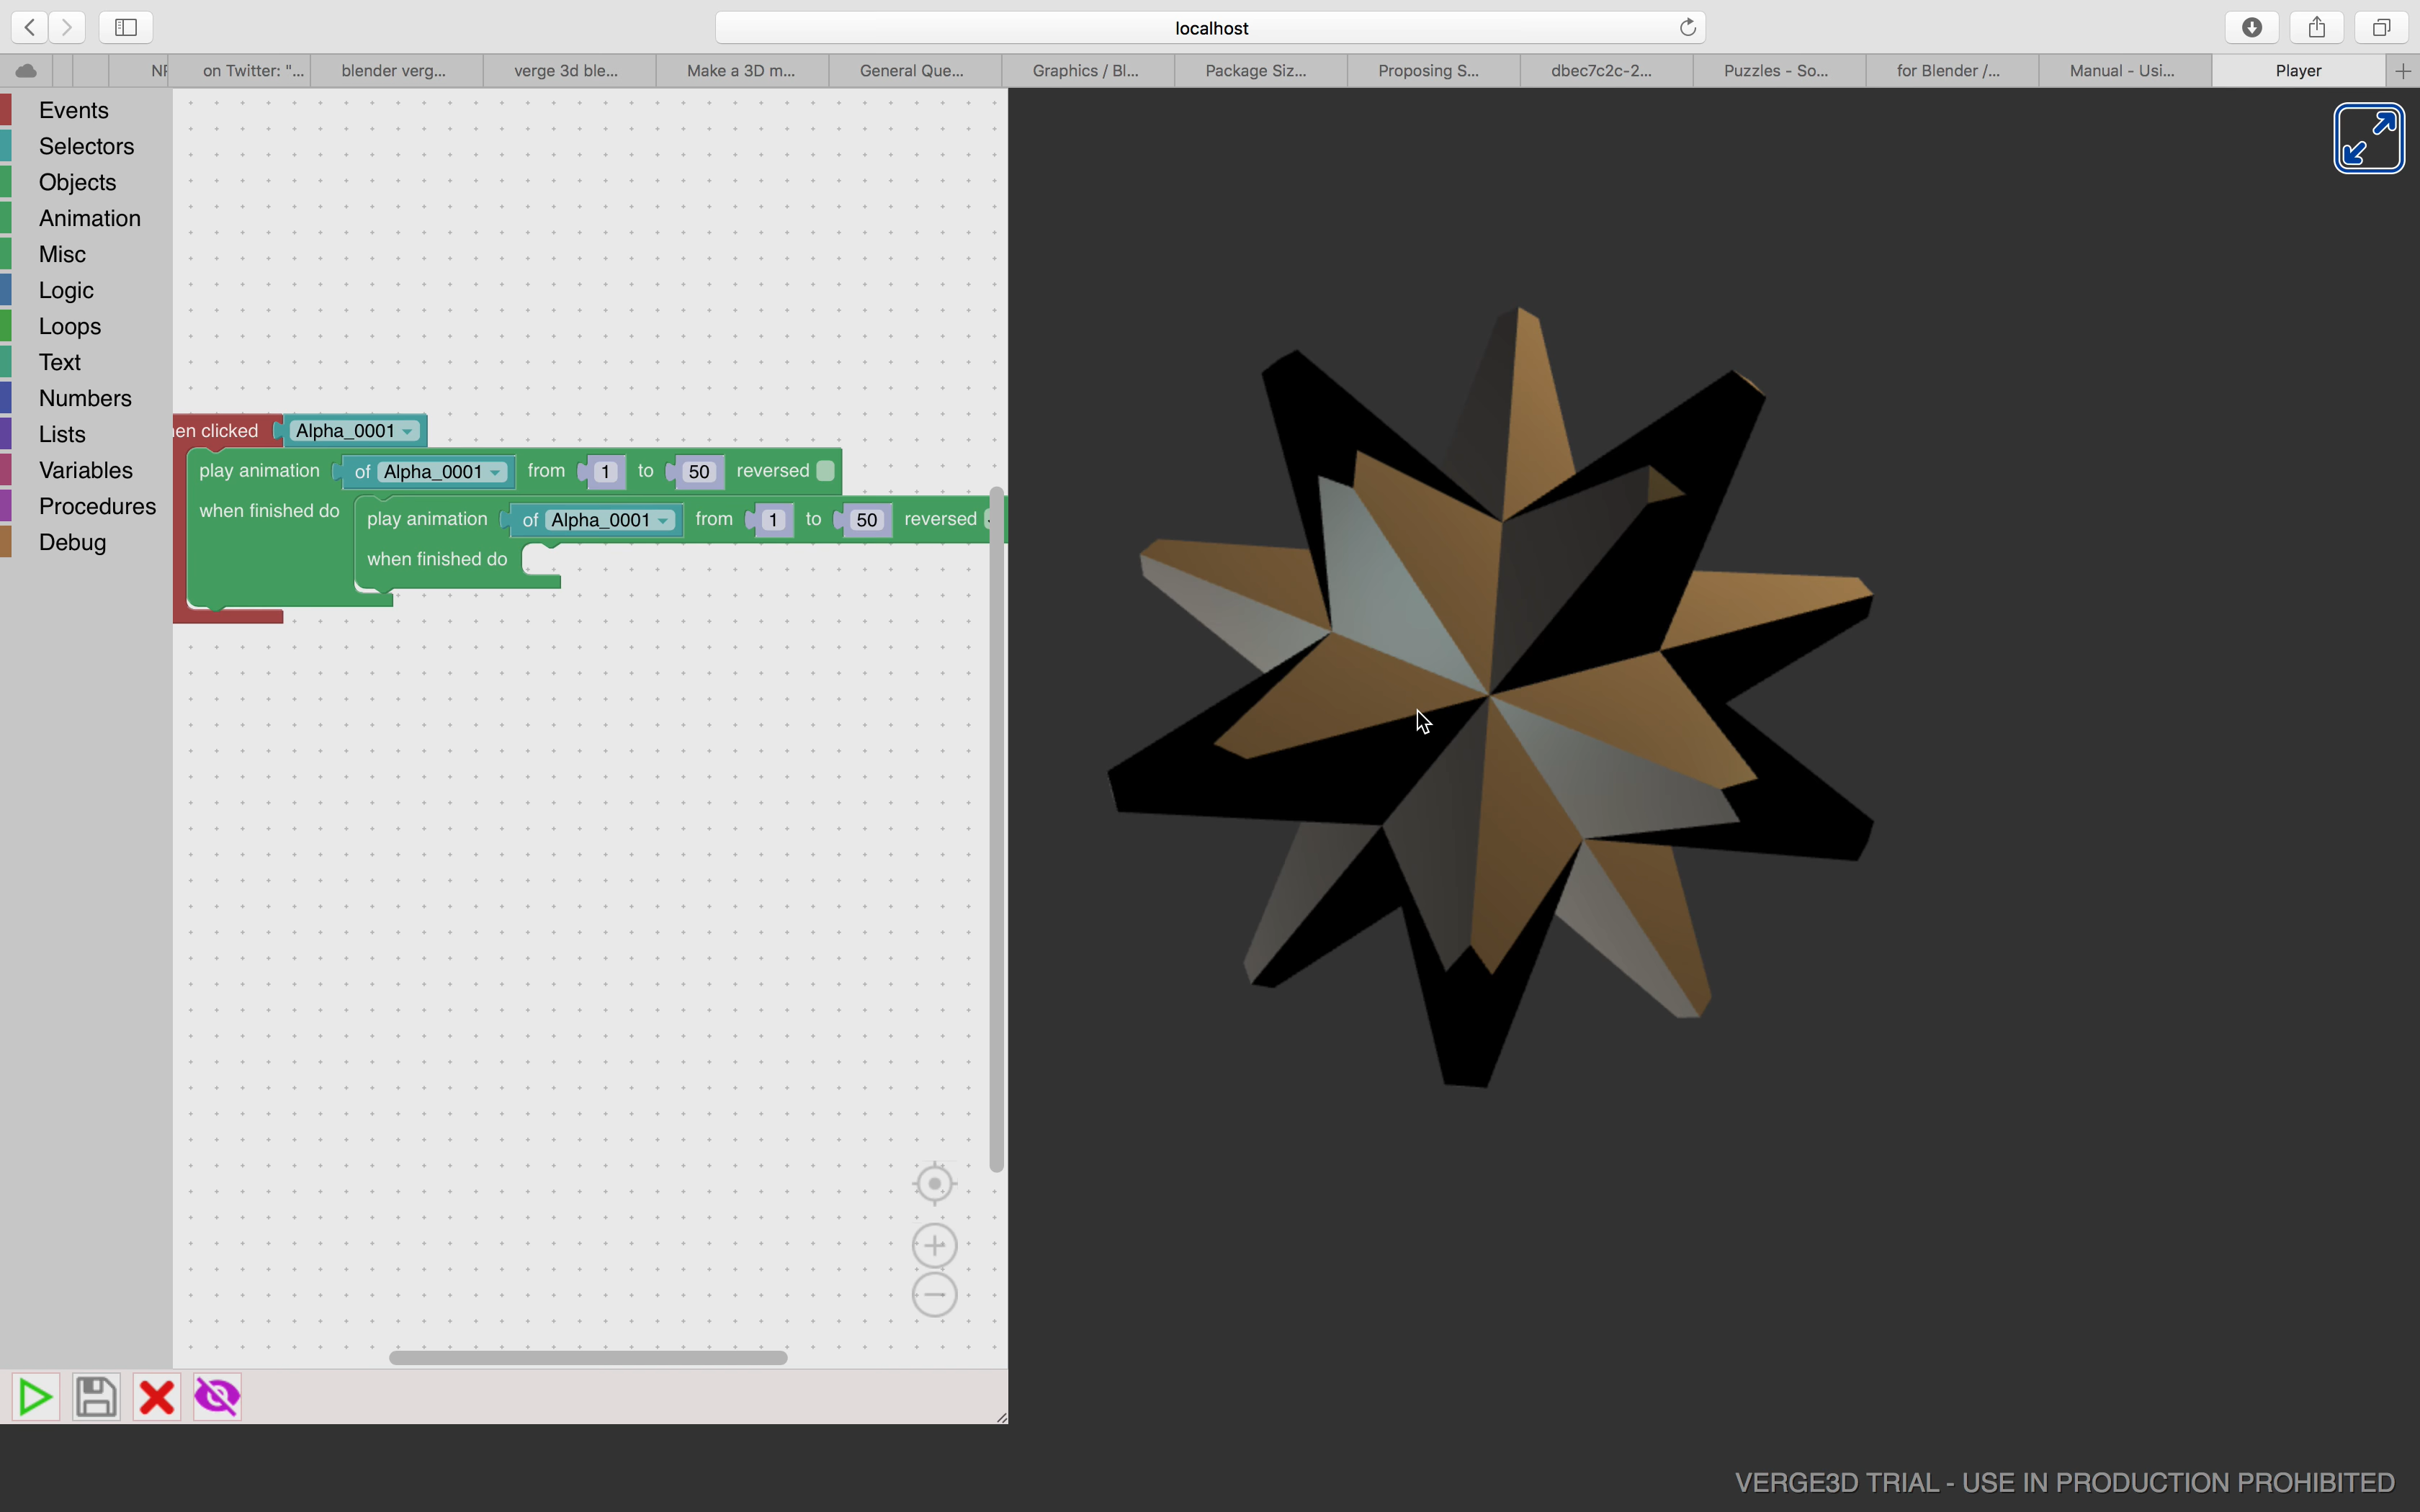 localhost
NF
on Twitter: "...
blender verg...
verge 3d ble...
Make a 3D m...
General Que...
Graphics / Bl...
Package Siz...
Proposing S...
dbec7c2c-2...
Puzzles - So...
for Blender /...
Manual - Usi...
Player
Events
Selectors
Objects
Animation
Misc
Logic
Loops
Text
Numbers
Lists
Variables
Procedures
Debug
en clicked Alpha_0001
play animation of Alpha_0001 from 1 to 50 reversed
when finished do
play animation of Alpha_0001 from 1 to 50 reversed
when finished do
VERGE3D TRIAL - USE IN PRODUCTION PROHIBITED